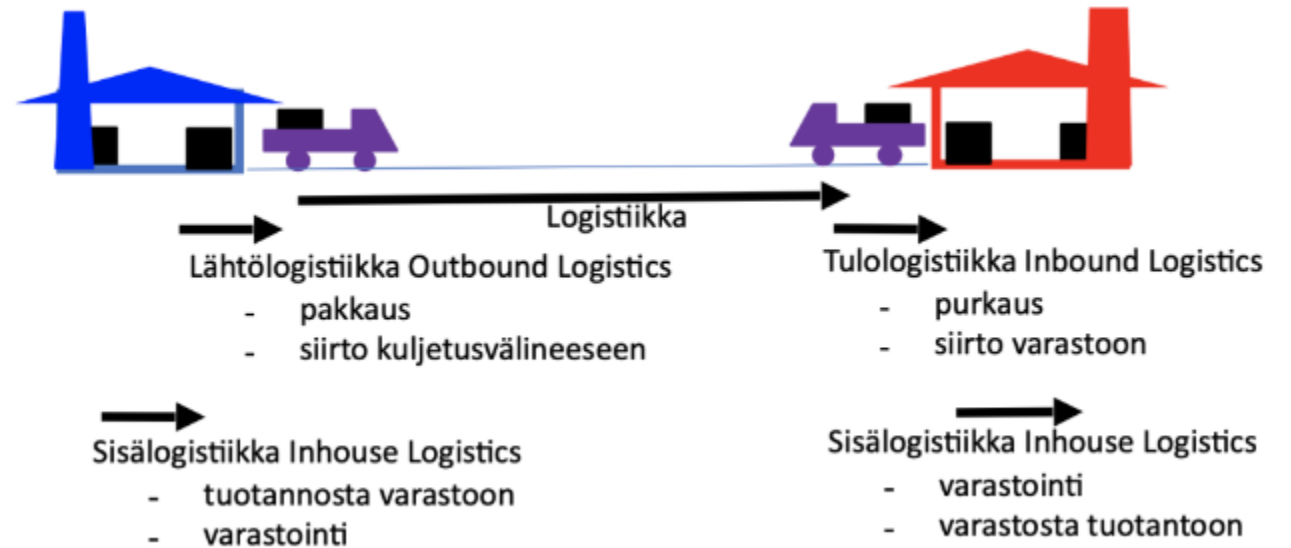 Logistiikka
Lähtölogistiikka Outbound Logistics
- pakkaus
- siirto kuljetusvälineeseen
Tulologistiikka Inbound Logistics
- purkaus
- siirto varastoon
Sisälogistiikka Inhouse Logistics
- tuotannosta varastoon
- varastointi
Sisälogistiikka Inhouse Logistics
- varastointi
- varastosta tuotantoon